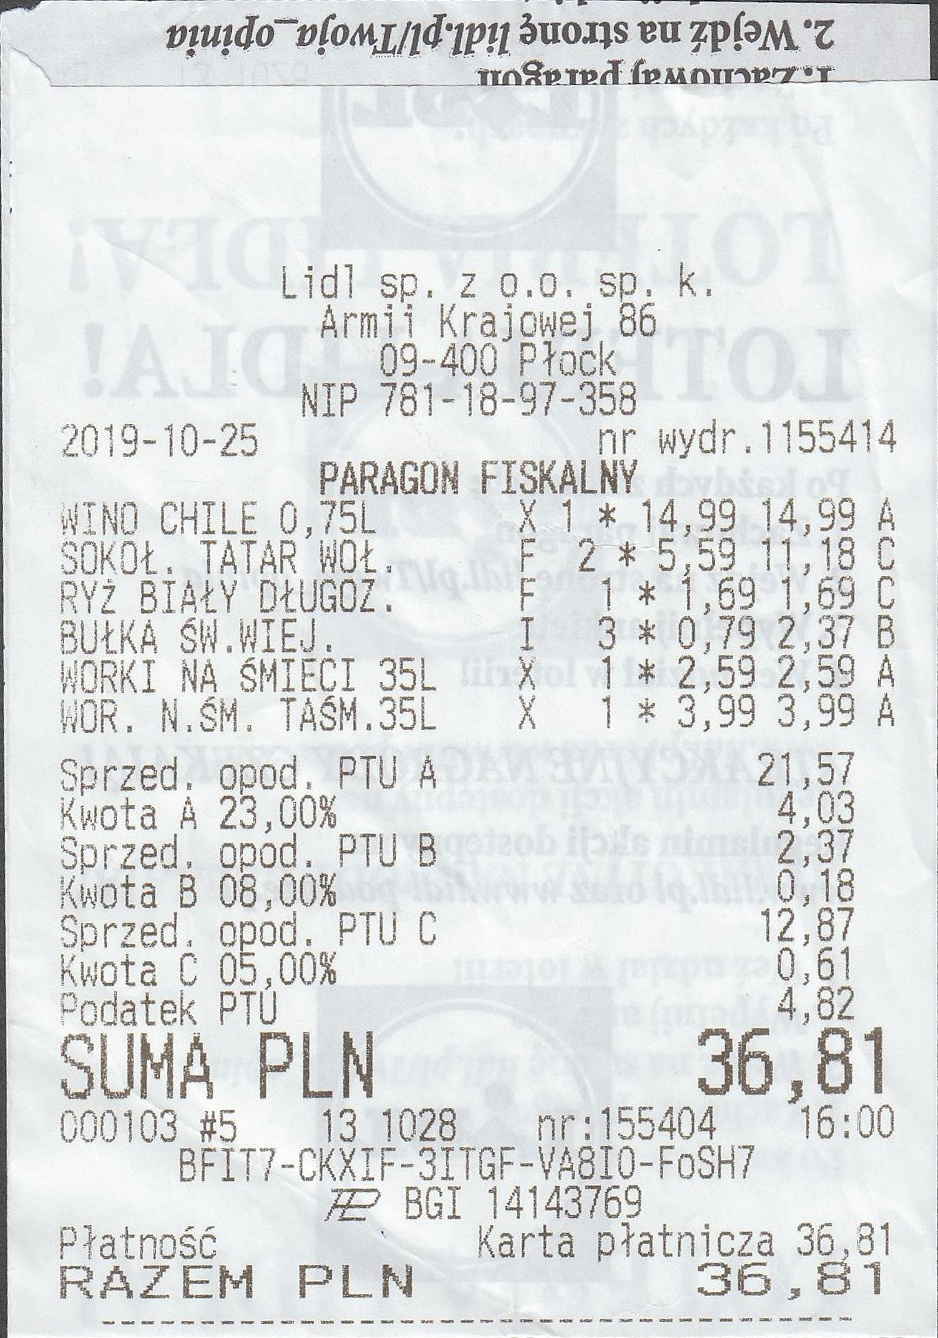 2. Wejdź na stronę lidl.pl/Twoja_opinia
1. Zachowaj paragon
Lidl sp. z o.o. sp. k.
Armii Krajowej 86
09-400 Płock
NIP 781-18-97-358
2019-10-25 nr wydr.1155414
PARAGON FISKALNY
WINO CHILE 0,75L X 1 * 14,99 14,99 A
SOKOŁ. TATAR WOŁ. F 2 * 5,59 11,18 C
RYŻ BIAŁY DŁUGOZ. F 1 * 1,69 1,69 C
BUŁKA ŚW.WIEJ. I 3 * 0,79 2,37 B
WORKI NA ŚMIECI 35L X 1 * 2,59 2,59 A
WOR. N.ŚM. TAŚM.35L X 1 * 3,99 3,99 A
Sprzed. opod. PTU A 21,57
Kwota A 23,00% 4,03
Sprzed. opod. PTU B 2,37
Kwota B 08,00% 0,18
Sprzed. opod. PTU C 12,87
Kwota C 05,00% 0,61
Podatek PTU 4,82
SUMA PLN 36,81
000103 #5 13 1028 nr:155404 16:00
BFIT7-CKXIF-3ITGF-VA8IO-FoSH7
BGI 14143769
Płatność Karta płatnicza 36,81
RAZEM PLN 36,81